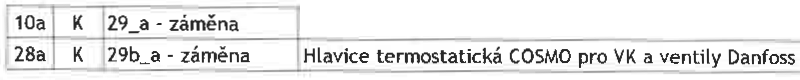 10a K 29_a - záměna
28a K 29b_a - záměna Hlavice termostatická COSMO pro VK a ventily Danfoss